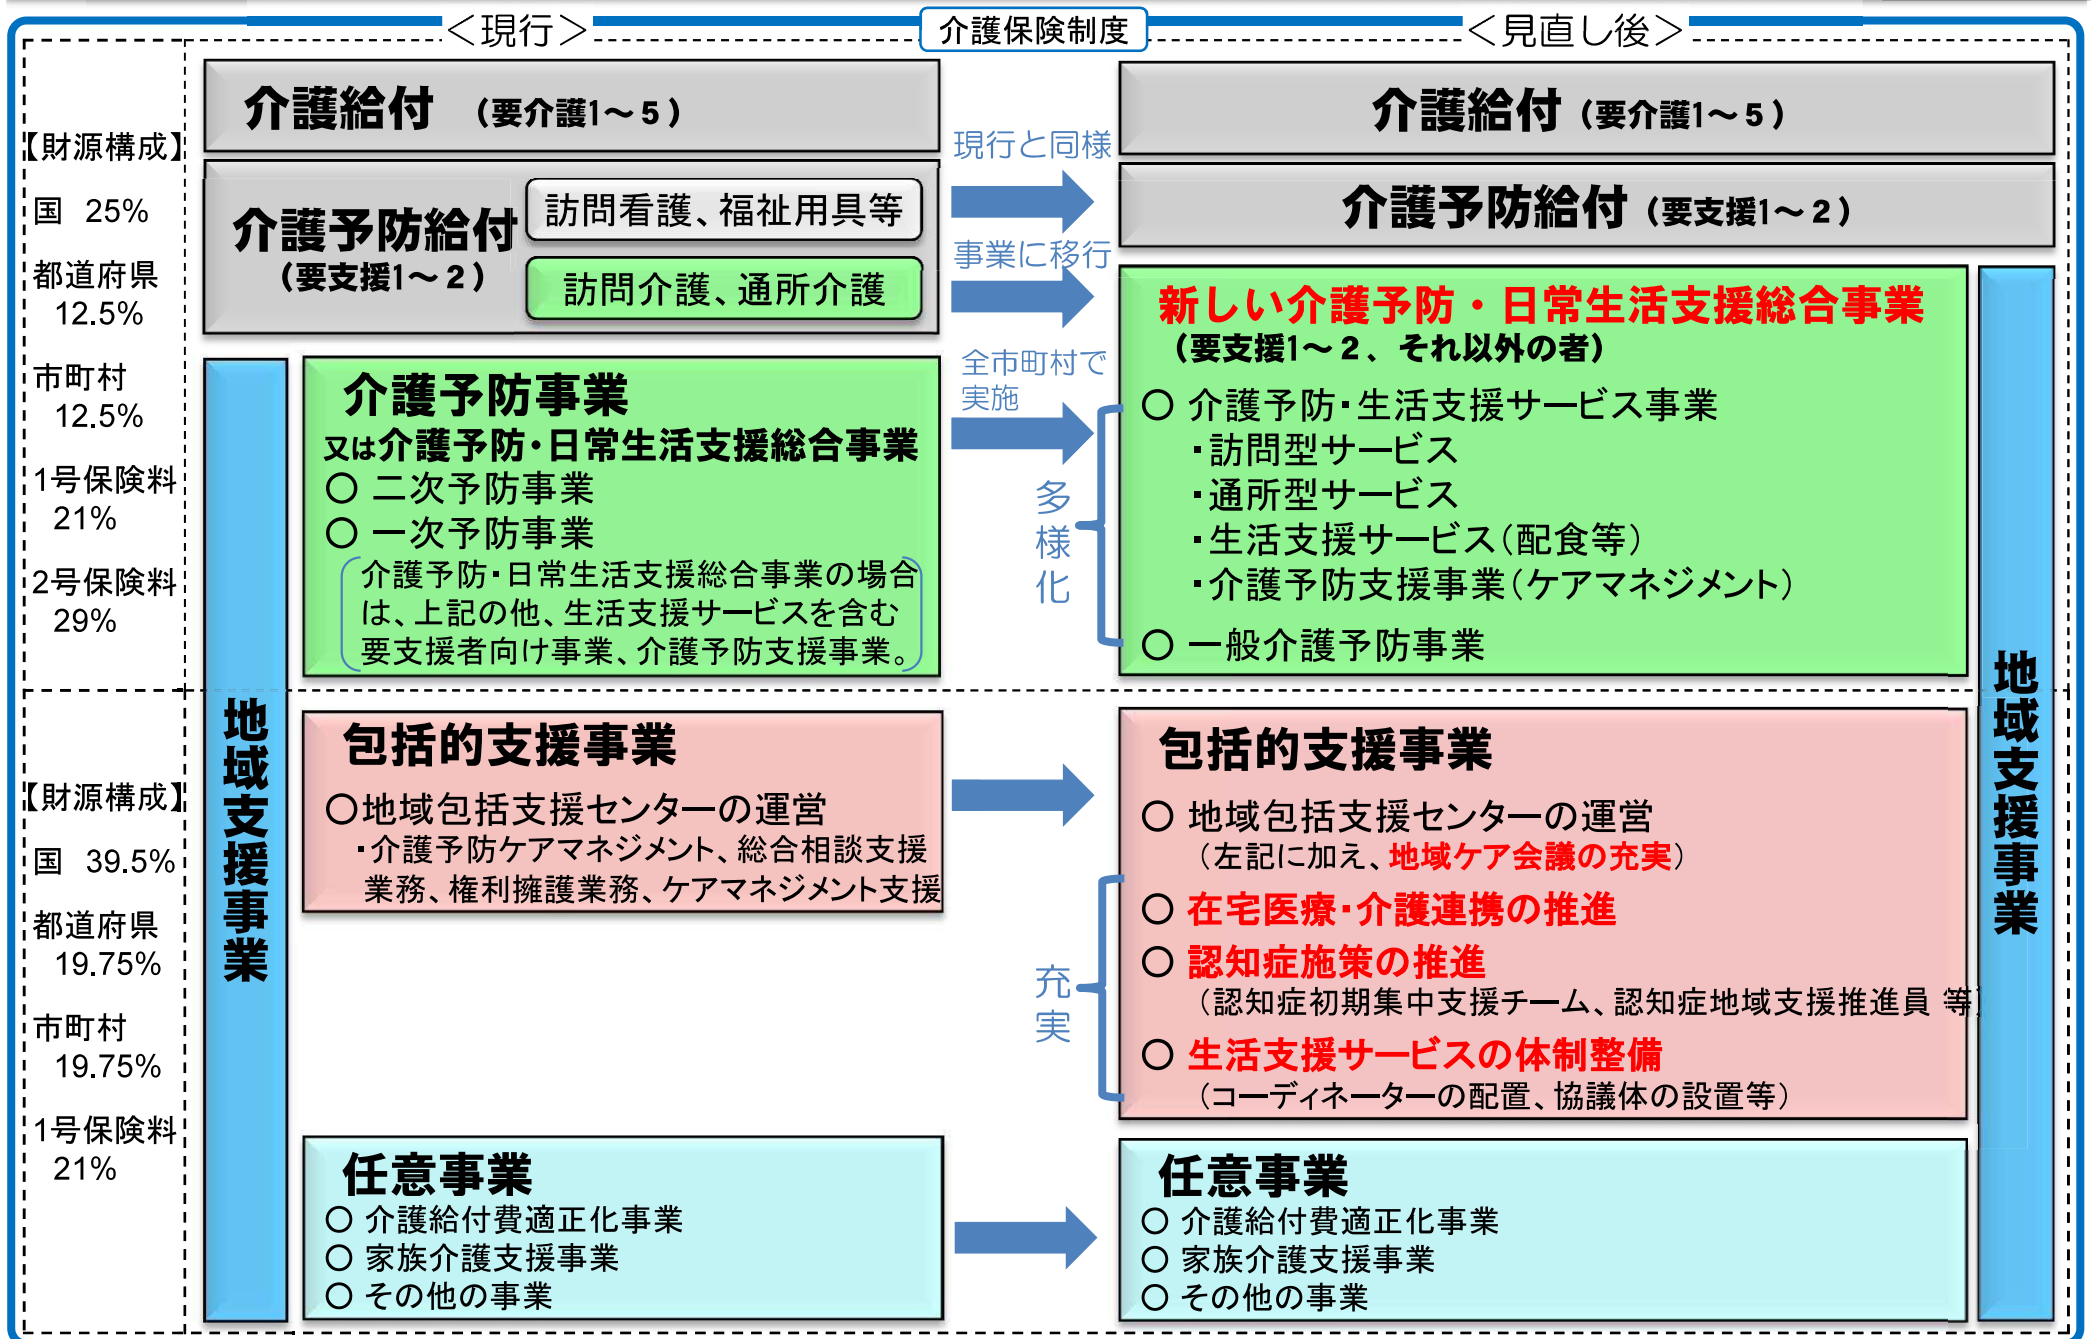 介護保険制度
＜現行＞
＜見直し後＞
【財源構成】
国 25%
都道府県
12.5%
市町村
12.5%
1号保険料
21%
2号保険料
29%
【財源構成】
国 39.5%
都道府県
19.75%
市町村
19.75%
1号保険料
21%
介護給付 （要介護1～5）
介護予防給付
（要支援1～2）
訪問看護、福祉用具等
訪問介護、通所介護
地域支援事業
介護予防事業
又は介護予防・日常生活支援総合事業
○ 二次予防事業
○ 一次予防事業
介護予防・日常生活支援総合事業の場合
は、上記の他、生活支援サービスを含む
要支援者向け事業、介護予防支援事業。
包括的支援事業
○地域包括支援センターの運営
・介護予防ケアマネジメント、総合相談支援
業務、権利擁護業務、ケアマネジメント支援
任意事業
○ 介護給付費適正化事業
○ 家族介護支援事業
○ その他の事業
現行と同様
事業に移行
全市町村で
実施
多様化
充実
介護給付（要介護1～5）
介護予防給付（要支援1～2）
新しい介護予防・日常生活支援総合事業
（要支援1～2、それ以外の者）
○ 介護予防・生活支援サービス事業
・訪問型サービス
・通所型サービス
・生活支援サービス（配食等）
・介護予防支援事業（ケアマネジメント）
○ 一般介護予防事業
包括的支援事業
○ 地域包括支援センターの運営
（左記に加え、地域ケア会議の充実）
○ 在宅医療・介護連携の推進
○ 認知症施策の推進
（認知症初期集中支援チーム、認知症地域支援推進員 等）
○ 生活支援サービスの体制整備
（コーディネーターの配置、協議体の設置等）
任意事業
○ 介護給付費適正化事業
○ 家族介護支援事業
○ その他の事業
地域支援事業